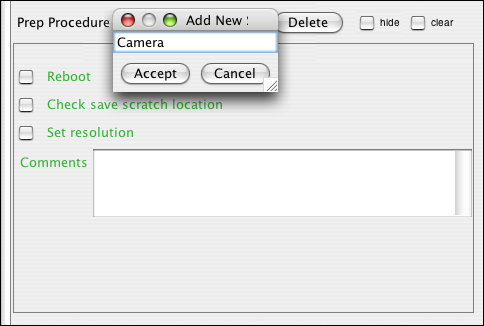 Prep Procedure
Add New
Delete
hide
clear
Camera
Accept
Cancel
Reboot
Check save scratch location
Set resolution
Comments